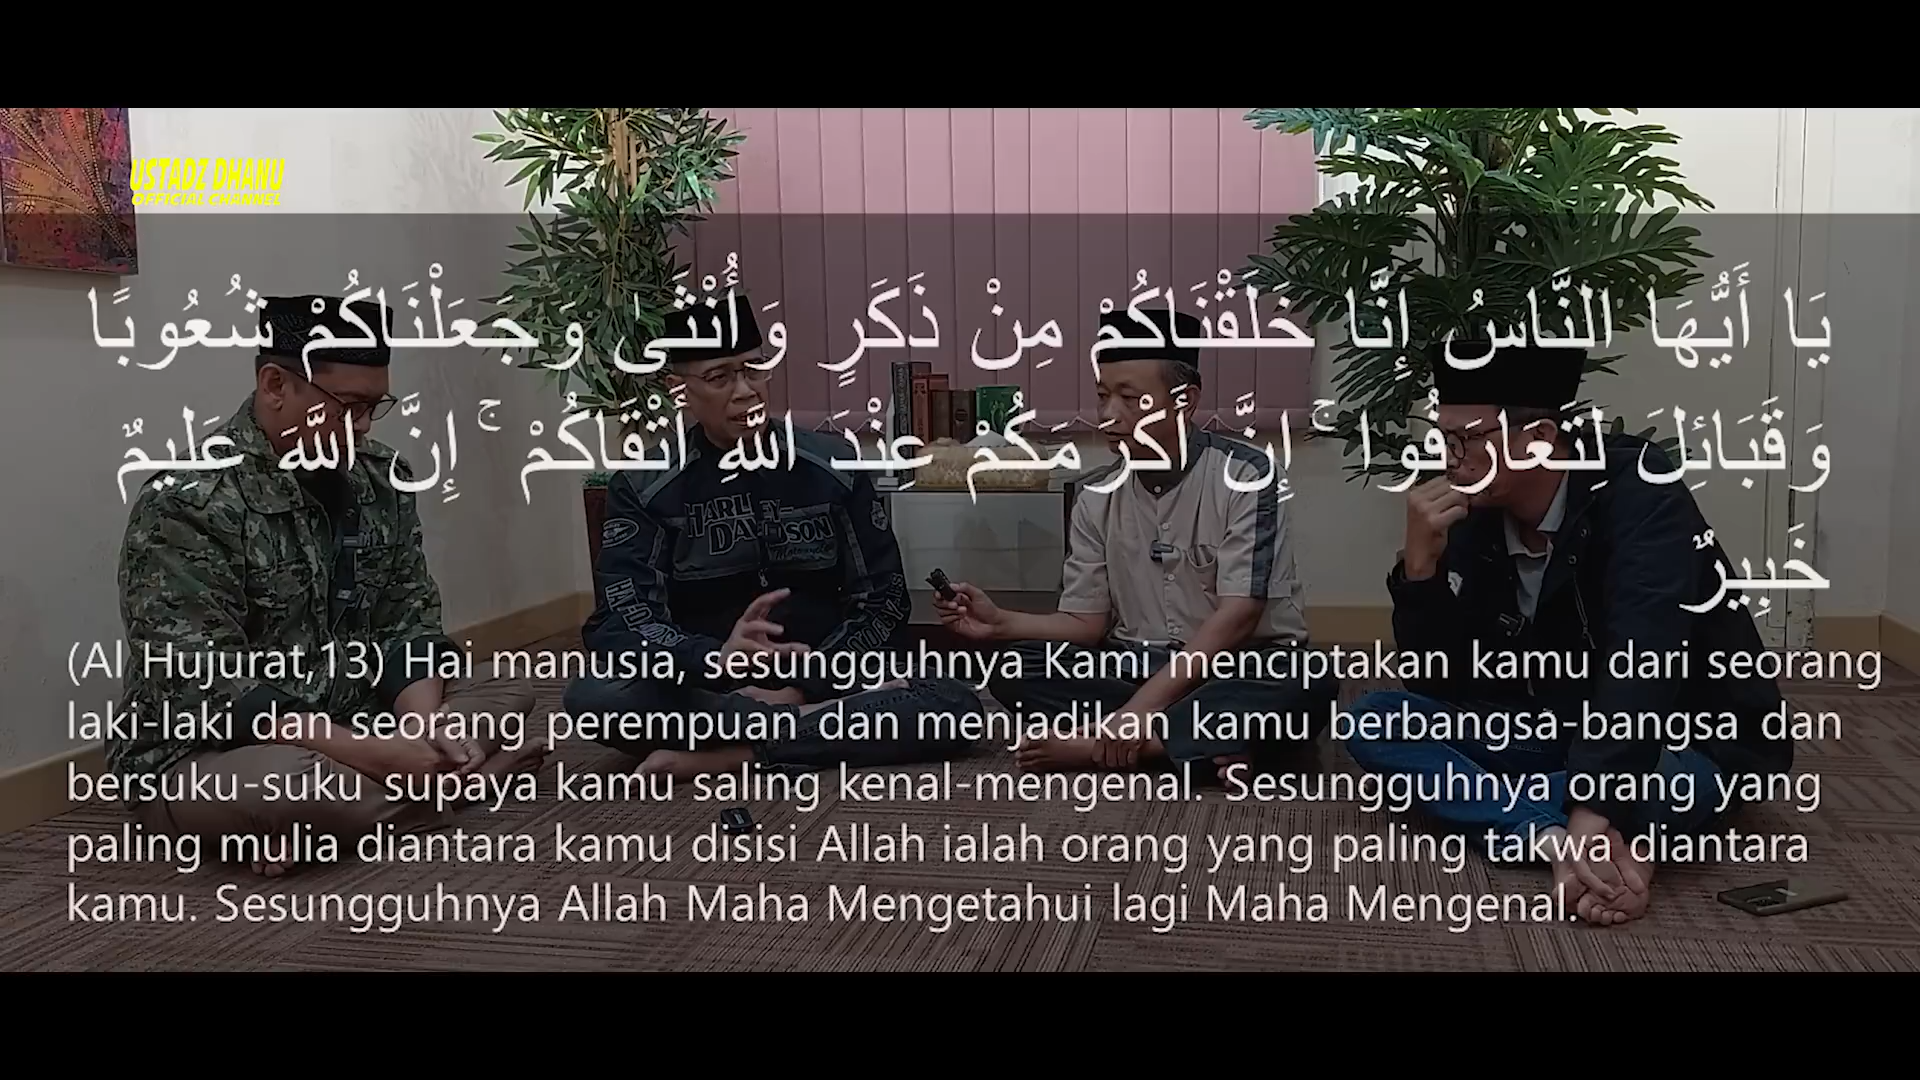 USTADZ DHANU
OFFICIAL CHANNEL
يَا أَيُّهَا النَّاسُ إِنَّا خَلَقْنَاكُمْ مِنْ ذَكَرٍ وَأُنْثَىٰ وَجَعَلْنَاكُمْ شُعُوبًا
وَقَبَائِلَ لِتَعَارَفُوا ۚ إِنَّ أَكْرَمَكُمْ عِنْدَ اللَّهِ أَتْقَاكُمْ ۚ إِنَّ اللَّهَ عَلِيمٌ
خَبِيرٌ
HARLEY-
DAVIDSON
(Al Hujurat,13) Hai manusia, sesungguhnya Kami menciptakan kamu dari seorang
laki-laki dan seorang perempuan dan menjadikan kamu berbangsa-bangsa dan
bersuku-suku supaya kamu saling kenal-mengenal. Sesungguhnya orang yang
paling mulia diantara kamu disisi Allah ialah orang yang paling takwa diantara
kamu. Sesungguhnya Allah Maha Mengetahui lagi Maha Mengenal.